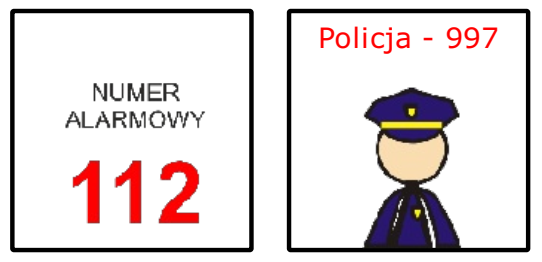 NUMER
ALARMOWY
112
Policja - 997